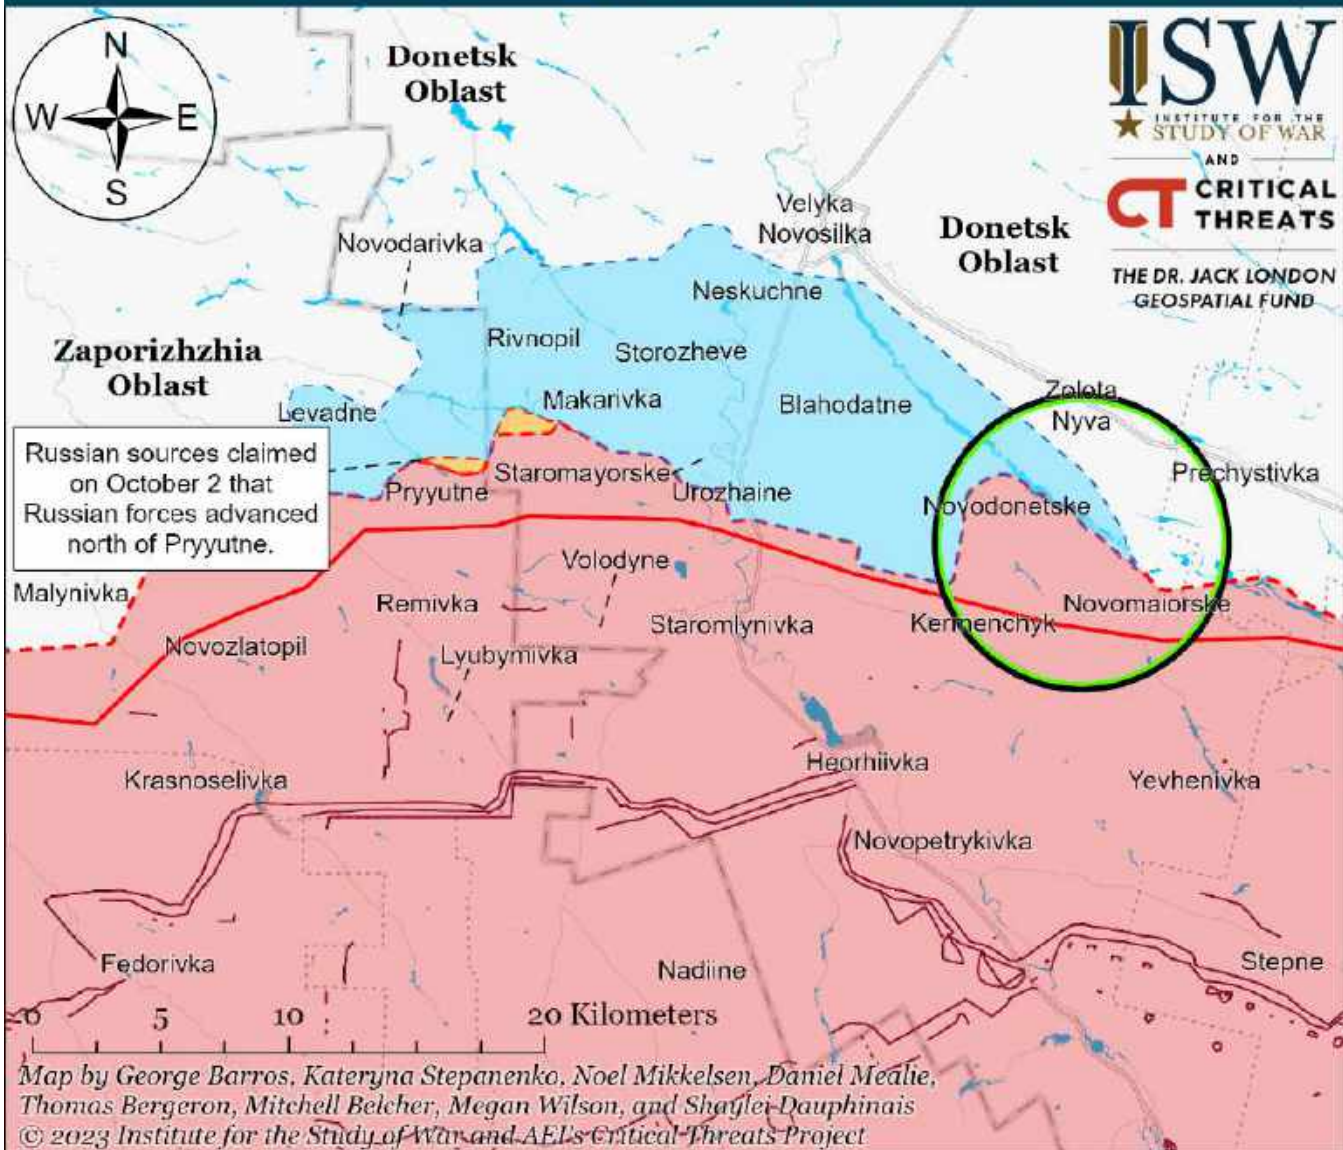 N
W
E
S
Donetsk
Oblast
ISW
INSTITUTE FOR THE
STUDY OF WAR
AND
CT CRITICAL
THREATS
THE DR. JACK LONDON
GEOSPATIAL FUND
Velyka
Novosilka
Donetsk
Oblast
Novodarivka
Neskuchne
Rivnopil
Storozheve
Zaporizhzhia
Oblast
Levadne
Makarivka
Blahodatne
Zolota
Nyva
Russian sources claimed
on October 2 that
Russian forces advanced
north of Pryyutne.
Pryyutne
Staromayorske
Urozhaine
Novodonetske
Prechystivka
Volodyne
Malynivka
Remivka
Staromlynivka
Kermenchyk
Novomaiorske
Novozlatopil
Lyubymivka
Krasnoselivka
Heorhiivka
Yevhenivka
Novopetrykivka
Fedorivka
Nadiine
Stepne
0 5 10 20 Kilometers
Map by George Barros, Kateryna Stepanenko, Noel Mikkelsen, Daniel Mealie,
Thomas Bergeron, Mitchell Belcher, Megan Wilson, and Shaylei Dauphinais
© 2023 Institute for the Study of War and AEI's Critical Threats Project